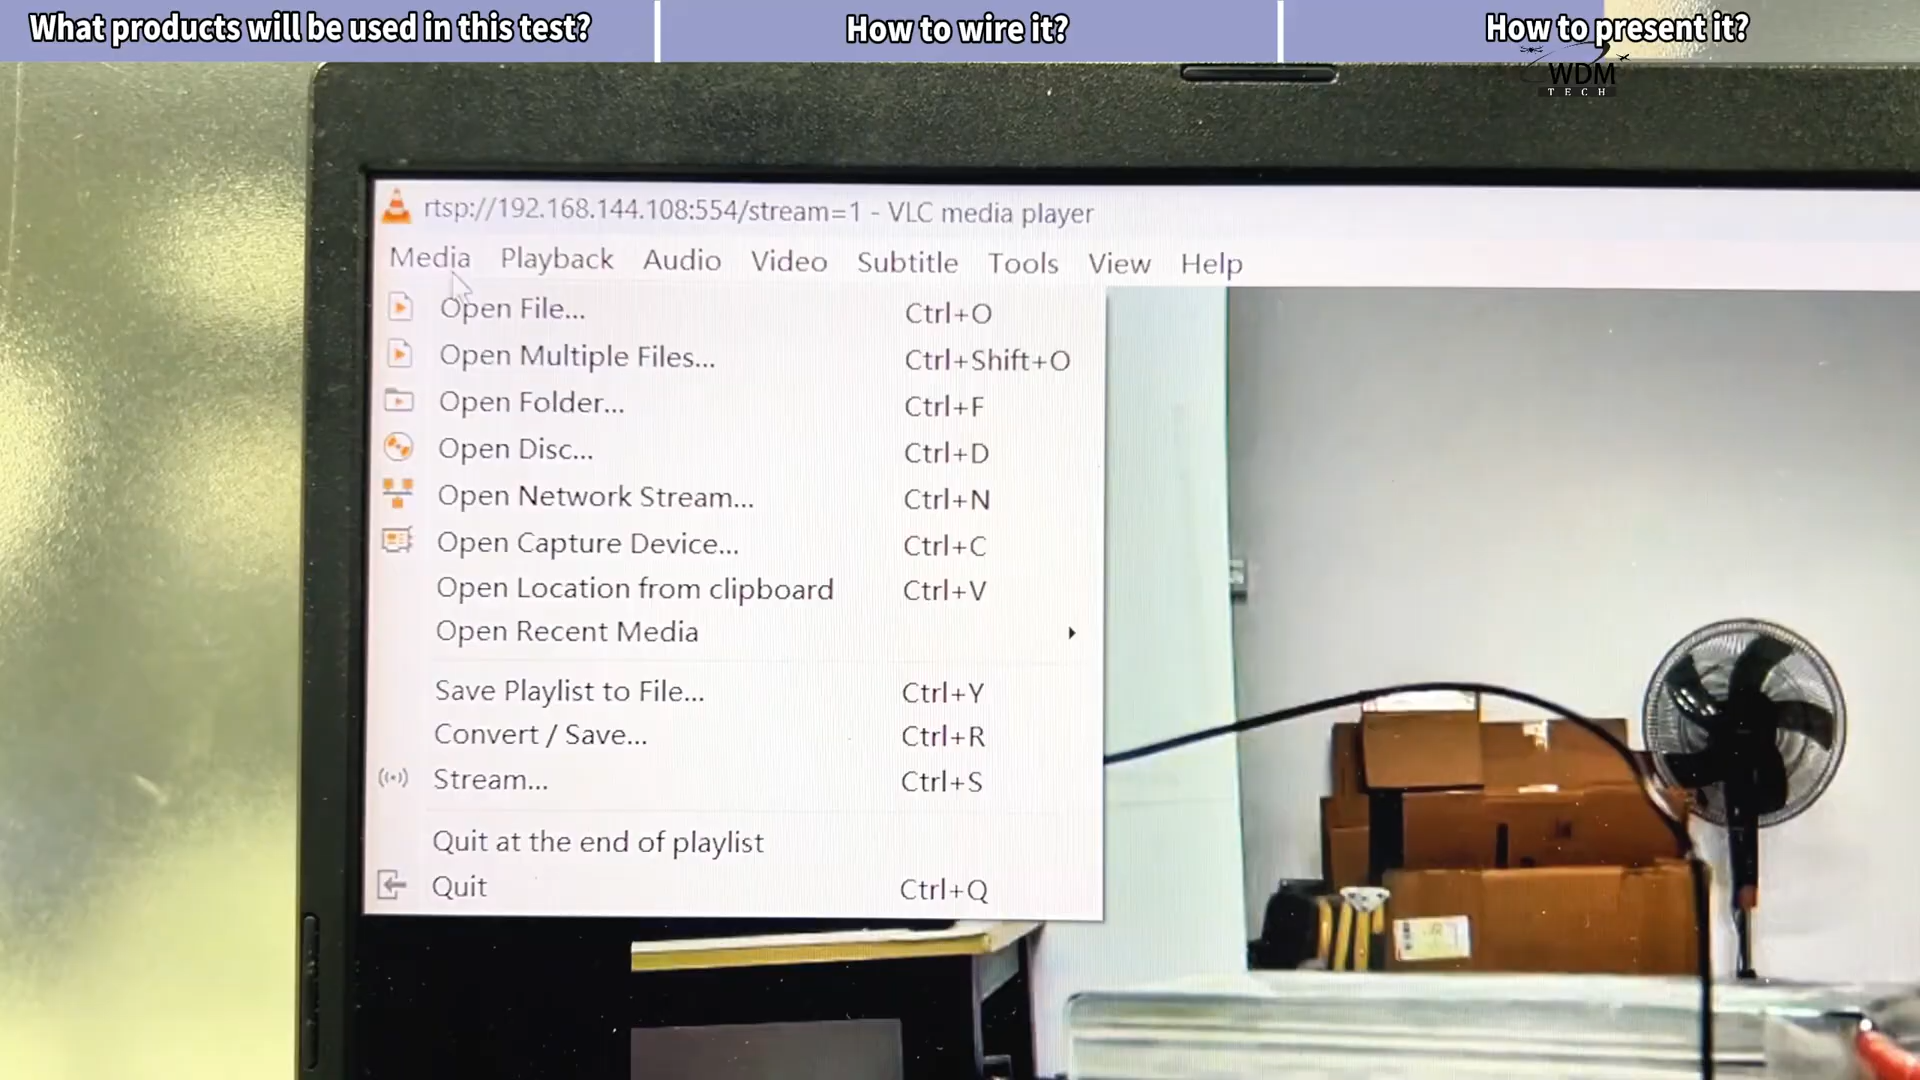 What products will be used in this test?
How to wire it?
How to present it?
WDM
TECH
rtsp://192.168.144.108:554/stream=1 - VLC media player
Media Playback Audio Video Subtitle Tools View Help
Open File... Ctrl+O
Open Multiple Files... Ctrl+Shift+O
Open Folder... Ctrl+F
Open Disc... Ctrl+D
Open Network Stream... Ctrl+N
Open Capture Device... Ctrl+C
Open Location from clipboard Ctrl+V
Open Recent Media
Save Playlist to File... Ctrl+Y
Convert / Save... Ctrl+R
Stream... Ctrl+S
Quit at the end of playlist
Quit Ctrl+Q